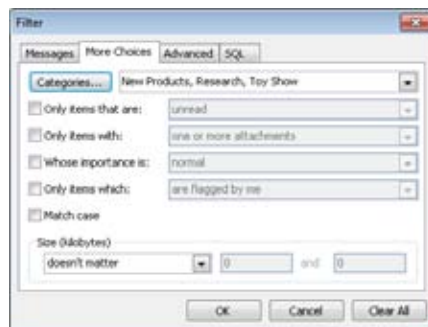 Filter
Messages More Choices Advanced SQL
Categories... New Products, Research, Toy Show
Only items that are: unread
Only items with: one or more attachments
Whose importance is: normal
Only items which: are flagged by me
Match case
Size (kilobytes)
doesn't matter 0 and 0
OK Cancel Clear All